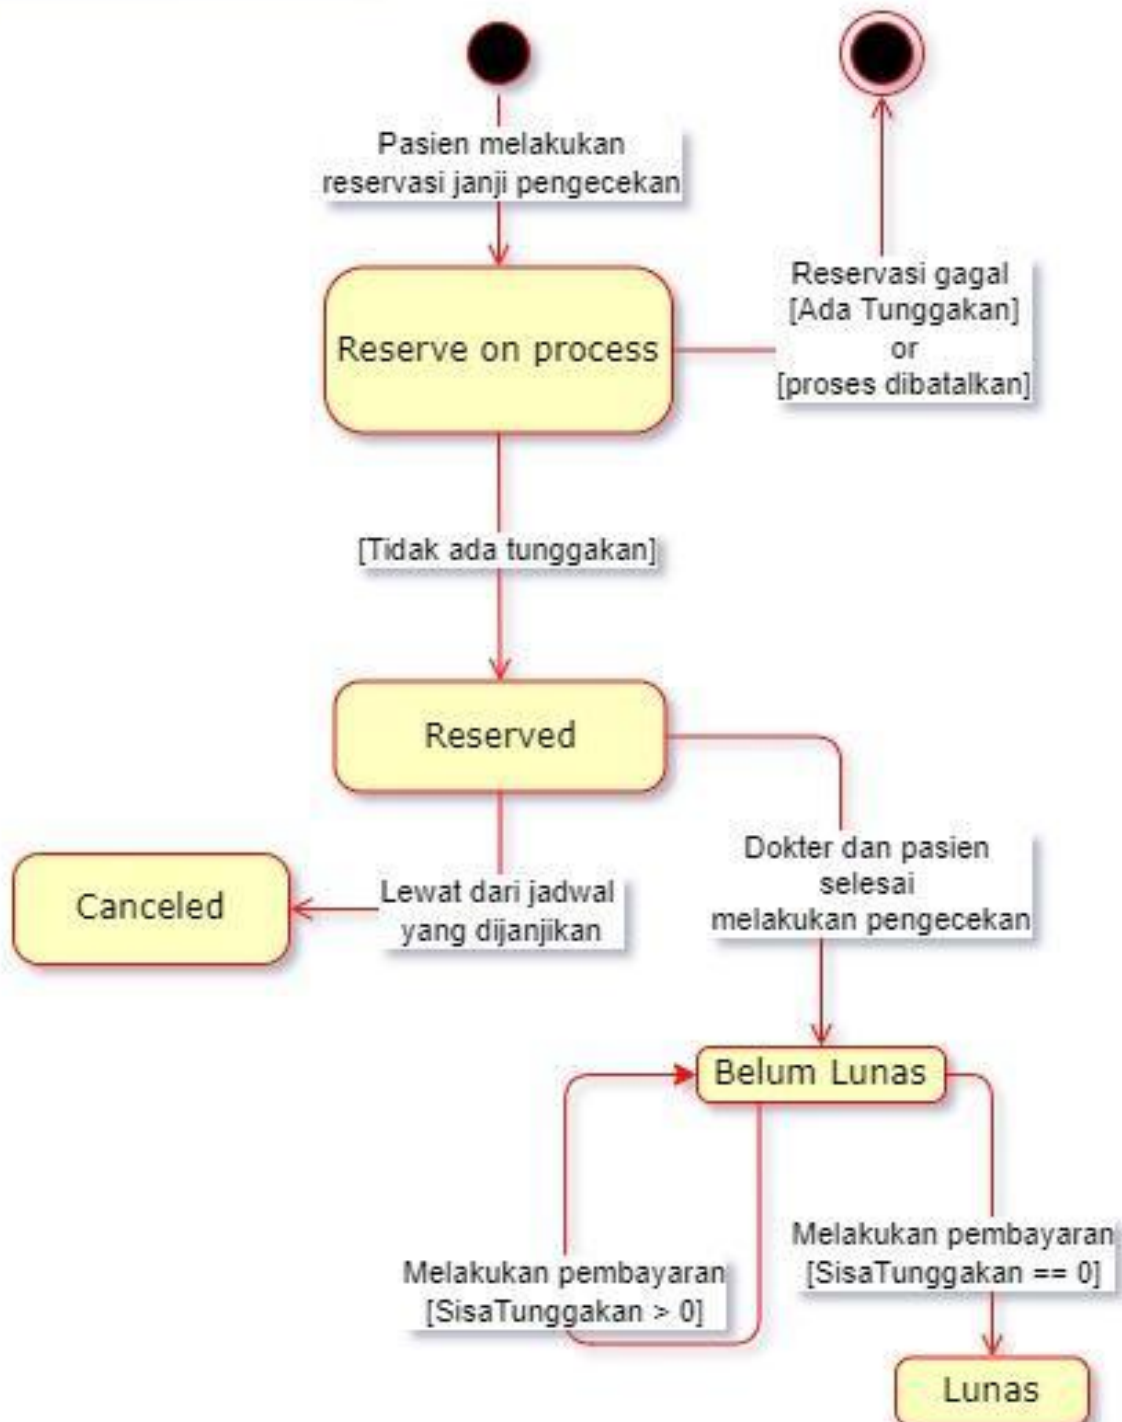 Pasien melakukan
reservasi janji pengecekan
Reservasi gagal
[Ada Tunggakan]
or
[proses dibatalkan]
Reserve on process
[Tidak ada tunggakan]
Reserved
Dokter dan pasien
selesai
melakukan pengecekan
Canceled
Lewat dari jadwal
yang dijanjikan
Belum Lunas
Melakukan pembayaran
[SisaTunggakan > 0]
Melakukan pembayaran
[SisaTunggakan == 0]
Lunas